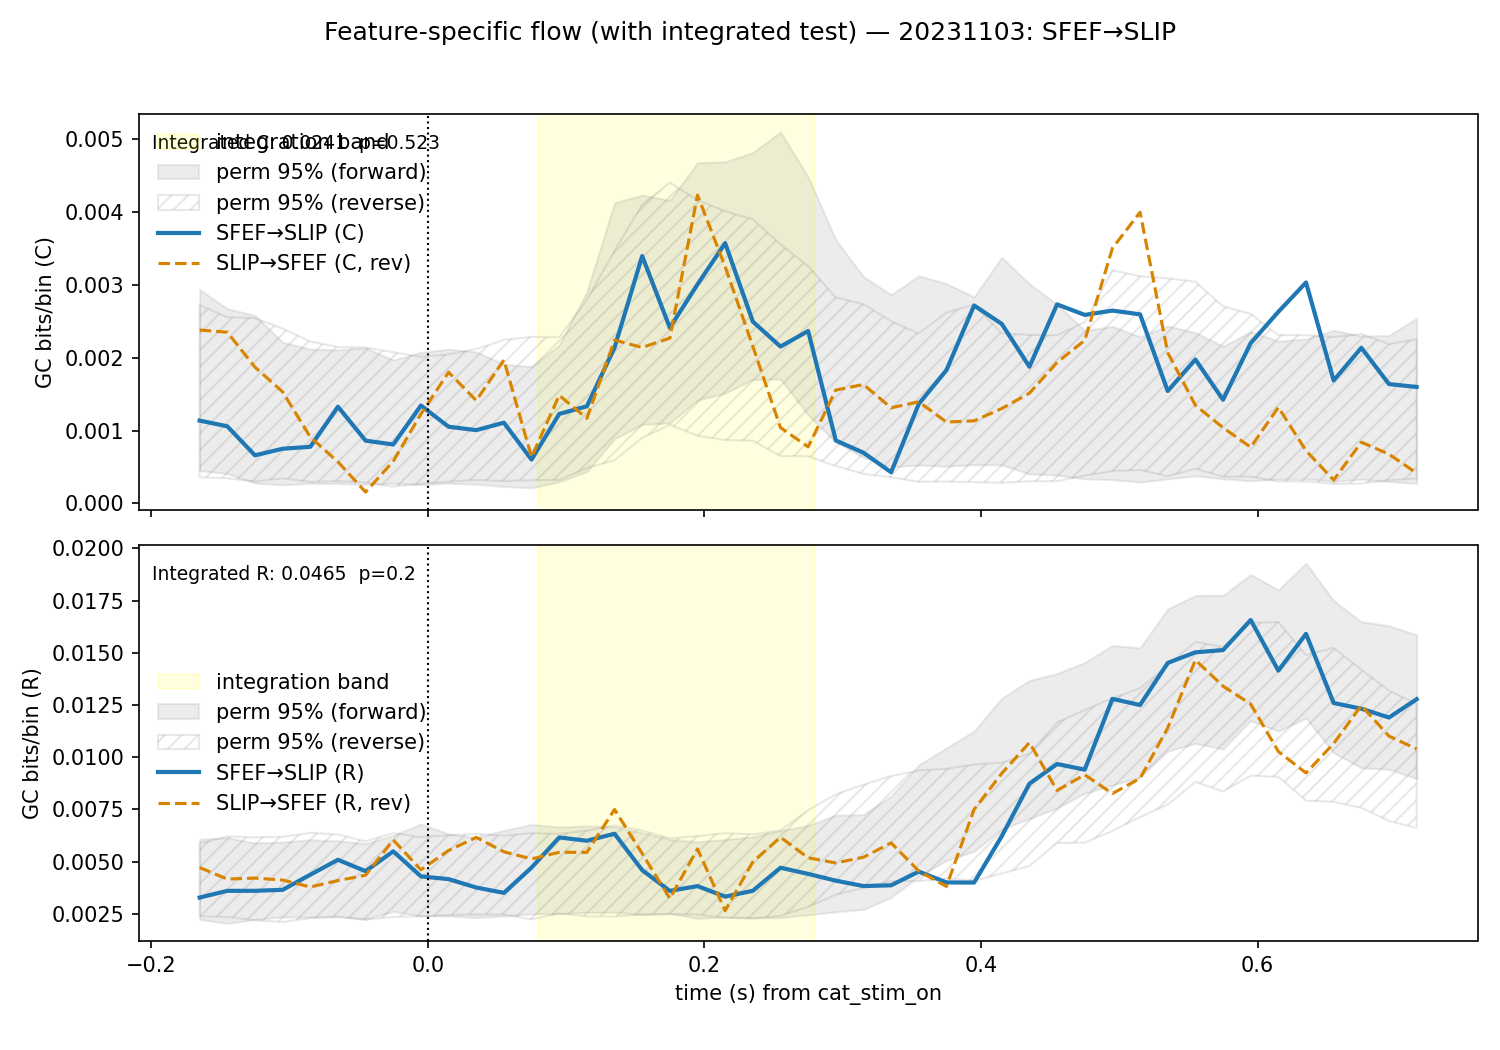 Feature-specific flow (with integrated test) — 20231103: SFEF→SLIP
Integrated C: 0.0241  p=0.523
integration band
perm 95% (forward)
perm 95% (reverse)
SFEF→SLIP (C)
SLIP→SFEF (C, rev)
GC bits/bin (C)
0.005
0.004
0.003
0.002
0.001
0.000
Integrated R: 0.0465  p=0.2
integration band
perm 95% (forward)
perm 95% (reverse)
SFEF→SLIP (R)
SLIP→SFEF (R, rev)
GC bits/bin (R)
0.0200
0.0175
0.0150
0.0125
0.0100
0.0075
0.0050
0.0025
−0.2 0.0 0.2 0.4 0.6
time (s) from cat_stim_on